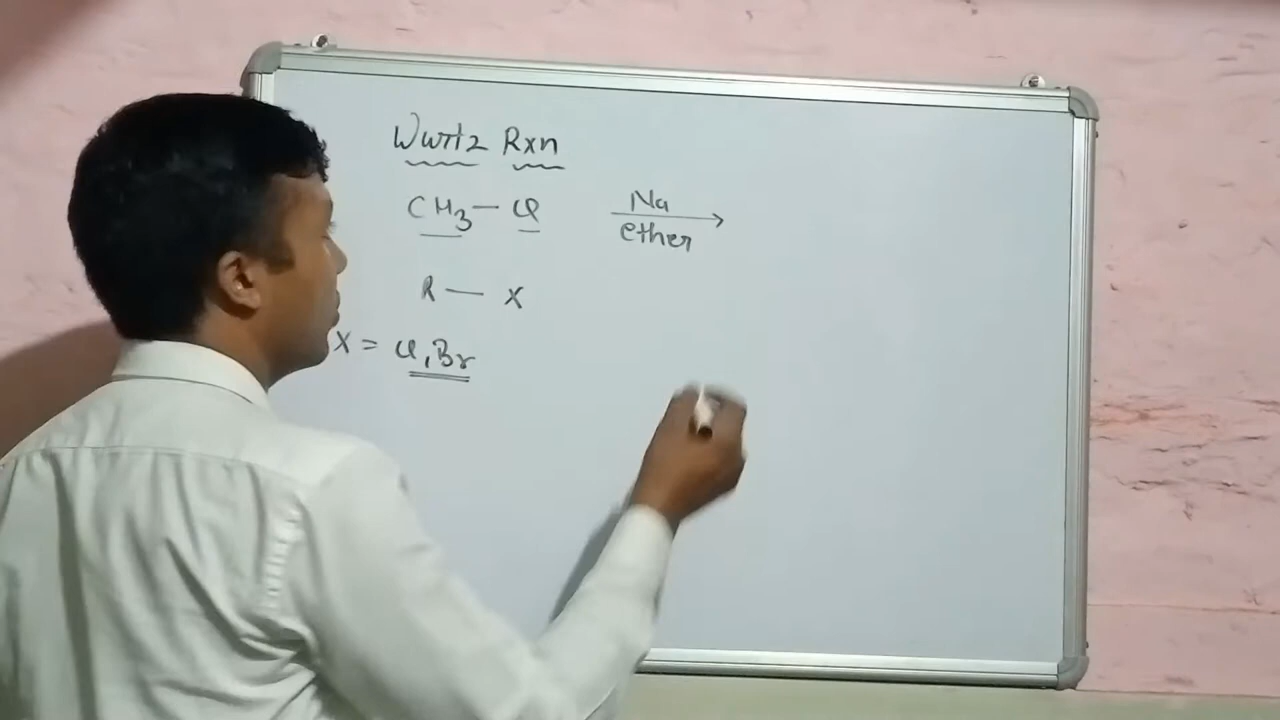 Wurtz Rxn
CH3 — Cl Na
ether
R — X
X = Cl, Br